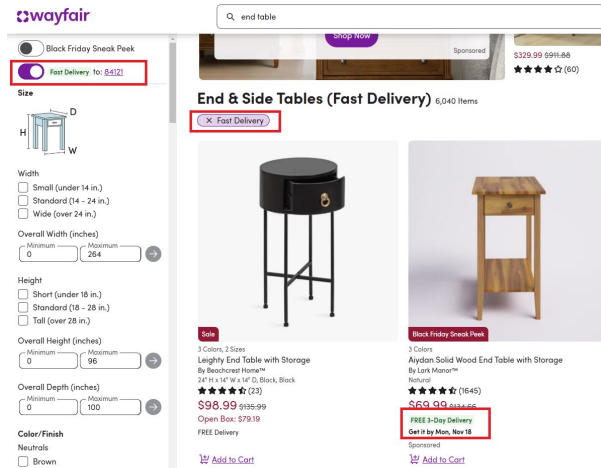 wayfair
end table
Black Friday Sneak Peek
Fast Delivery to: 84121
Size
D
H
W
Width
Small (under 14 in.)
Standard (14 - 24 in.)
Wide (over 24 in.)
Overall Width (inches)
Minimum Maximum
0 264
Height
Short (under 18 in.)
Standard (18 - 28 in.)
Tall (over 28 in.)
Overall Height (inches)
Minimum Maximum
0 96
Overall Depth (inches)
Minimum Maximum
0 100
Color/Finish
Neutrals
Brown
Shop Now
Sponsored
$329.99 $911.88
(60)
End & Side Tables (Fast Delivery) 6,040 Items
× Fast Delivery
Sale
3 Colors, 2 Sizes
Leighty End Table with Storage
By Beachcrest Home™
24" H x 14" W x 14" D, Black, Black
(23)
$98.99 $135.99
Open Box: $79.19
FREE Delivery
Add to Cart
Black Friday Sneak Peek
3 Colors
Aiydan Solid Wood End Table with Storage
By Lark Manor™
Natural
(1645)
$69.99
FREE 3-Day Delivery
Get it by Mon, Nov 18
Sponsored
Add to Cart